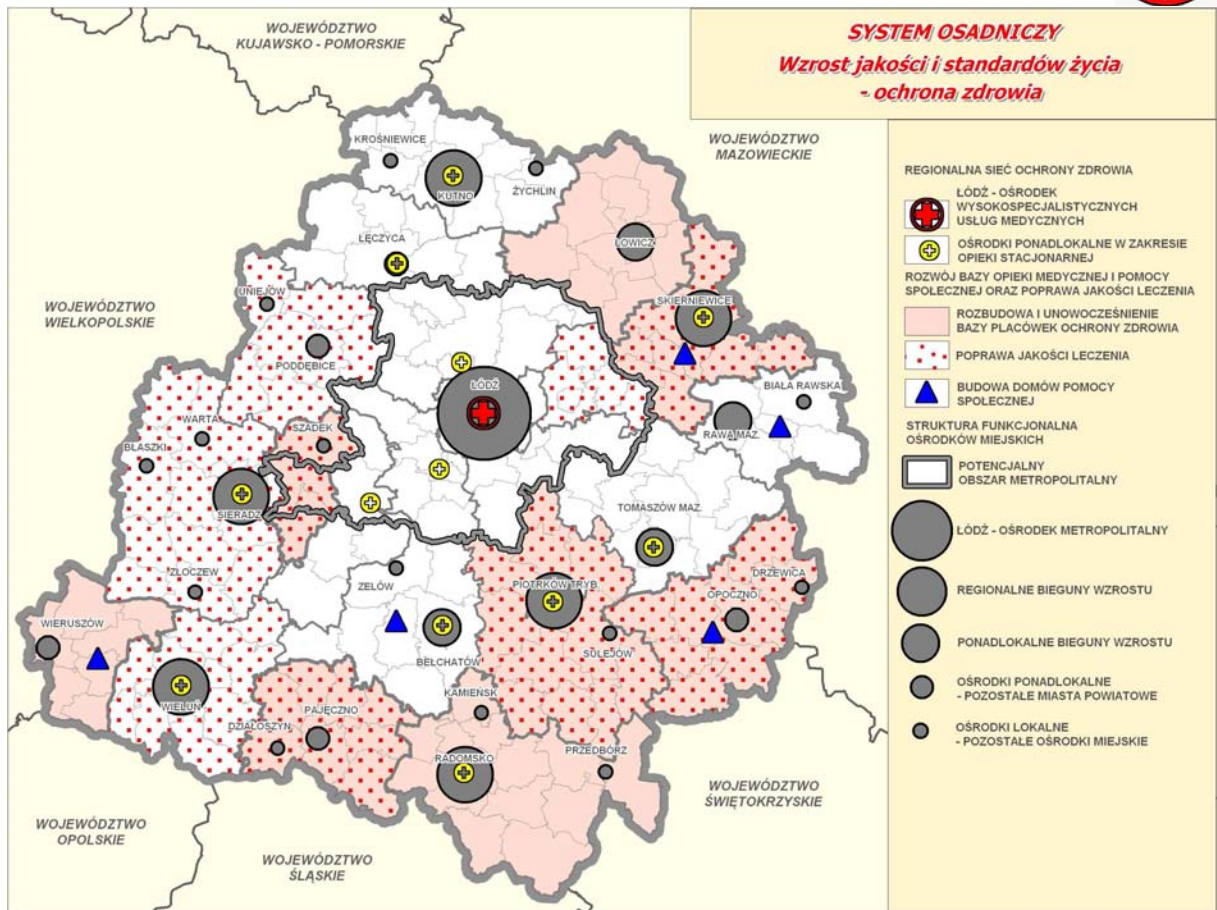 SYSTEM OSADNICZY
Wzrost jakości i standardów życia
- ochrona zdrowia
WOJEWÓDZTWO
KUJAWSKO - POMORSKIE
WOJEWÓDZTWO
MAZOWIECKIE
KROŚNIEWICE
KUTNO
ŻYCHLIN
ŁĘCZYCA
ŁOWICZ
UNIEJÓW
SKIERNIEWICE
WOJEWÓDZTWO
WIELKOPOLSKIE
PODDĘBICE
ŁÓDŹ
BIAŁA RAWSKA
RAWA MAZ.
WARTA
SZADEK
BŁASZKI
SIERADZ
TOMASZÓW MAZ.
ZŁOCZEW
ZELÓW
PIOTRKÓW TRYB.
DRZEWICA
OPOCZNO
WIERUSZÓW
BEŁCHATÓW
SULEJÓW
WIELUŃ
KAMIEŃSK
DZIAŁOSZYN
PAJĘCZNO
RADOMSKO
PRZEDBÓRZ
WOJEWÓDZTWO
ŚWIĘTOKRZYSKIE
WOJEWÓDZTWO
OPOLSKIE
WOJEWÓDZTWO
ŚLĄSKIE
REGIONALNA SIEĆ OCHRONY ZDROWIA
ŁÓDŹ - OŚRODEK
WYSOKOSPECJALISTYCZNYCH
USŁUG MEDYCZNYCH
OŚRODKI PONADLOKALNE W ZAKRESIE
OPIEKI STACJONARNEJ
ROZWÓJ BAZY OPIEKI MEDYCZNEJ I POMOCY
SPOŁECZNEJ ORAZ POPRAWA JAKOŚCI LECZENIA
ROZBUDOWA I UNOWOCZEŚNIENIE
BAZY PLACÓWEK OCHRONY ZDROWIA
POPRAWA JAKOŚCI LECZENIA
BUDOWA DOMÓW POMOCY
SPOŁECZNEJ
STRUKTURA FUNKCJONALNA
OŚRODKÓW MIEJSKICH
POTENCJALNY
OBSZAR METROPOLITALNY
ŁÓDŹ - OŚRODEK METROPOLITALNY
REGIONALNE BIEGUNY WZROSTU
PONADLOKALNE BIEGUNY WZROSTU
OŚRODKI PONADLOKALNE
- POZOSTAŁE MIASTA POWIATOWE
OŚRODKI LOKALNE
- POZOSTAŁE OŚRODKI MIEJSKIE